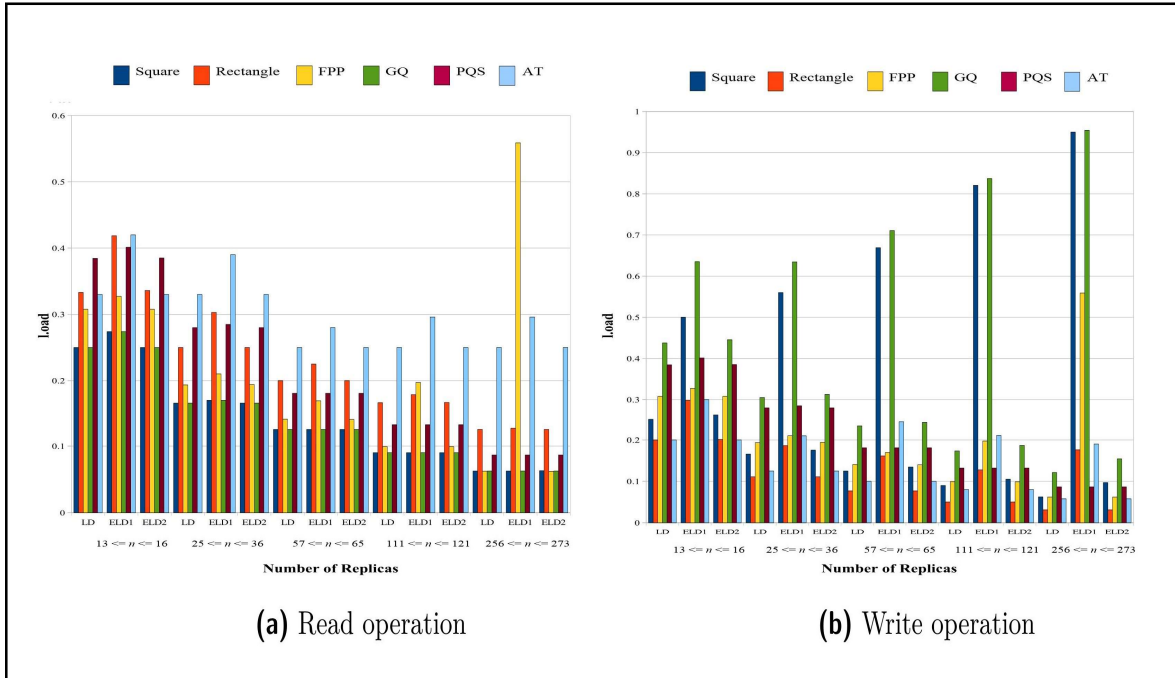 Square Rectangle FPP GQ PQS AT
0.6
0.5
0.4
0.3
0.2
0.1
0
Load
LD ELD1 ELD2 LD ELD1 ELD2 LD ELD1 ELD2 LD ELD1 ELD2 LD ELD1 ELD2
13 <= n <= 16 25 <= n <= 36 57 <= n <= 65 111 <= n <= 121 256 <= n <= 273
Number of Replicas
(a) Read operation
Square Rectangle FPP GQ PQS AT
1
0.9
0.8
0.7
0.6
0.5
0.4
0.3
0.2
0.1
0
Load
LD ELD1 ELD2 LD ELD1 ELD2 LD ELD1 ELD2 LD ELD1 ELD2 LD ELD1 ELD2
13 <= n <= 16 25 <= n <= 36 57 <= n <= 65 111 <= n <= 121 256 <= n <= 273
Number of Replicas
(b) Write operation